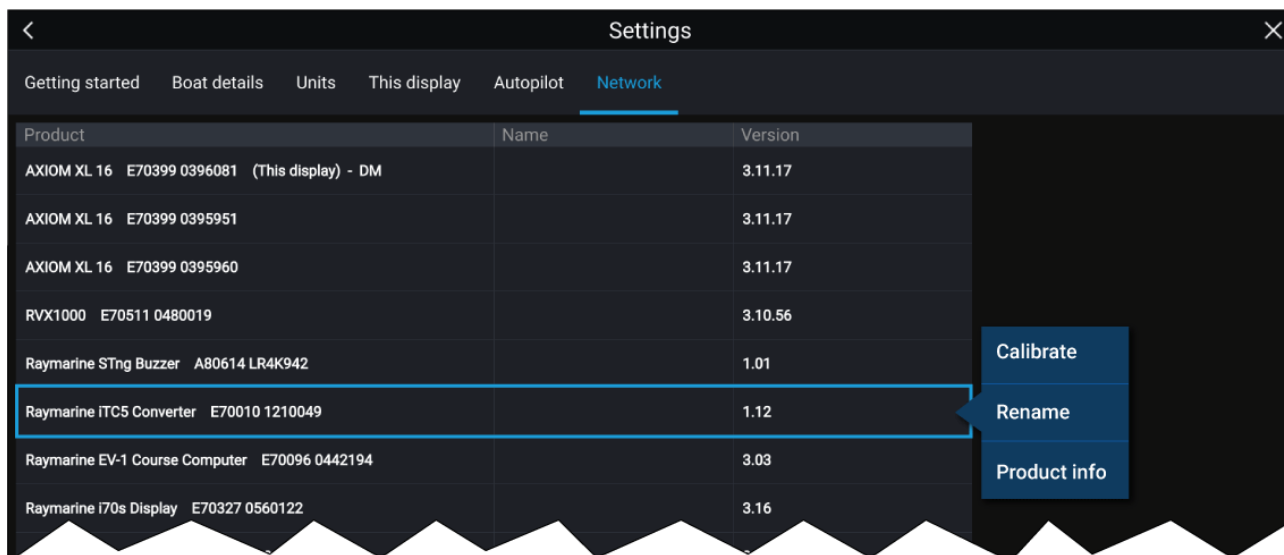 Settings
Getting started Boat details Units This display Autopilot Network
Product Name Version
AXIOM XL 16 E70399 0396081 (This display) - DM 3.11.17
AXIOM XL 16 E70399 0395951 3.11.17
AXIOM XL 16 E70399 0395960 3.11.17
RVX1000 E70511 0480019 3.10.56
Raymarine STng Buzzer A80614 LR4K942 1.01
Calibrate
Raymarine iTC5 Converter E70010 1210049 1.12
Rename
Raymarine EV-1 Course Computer E70096 0442194 3.03
Product info
Raymarine i70s Display E70327 0560122 3.16